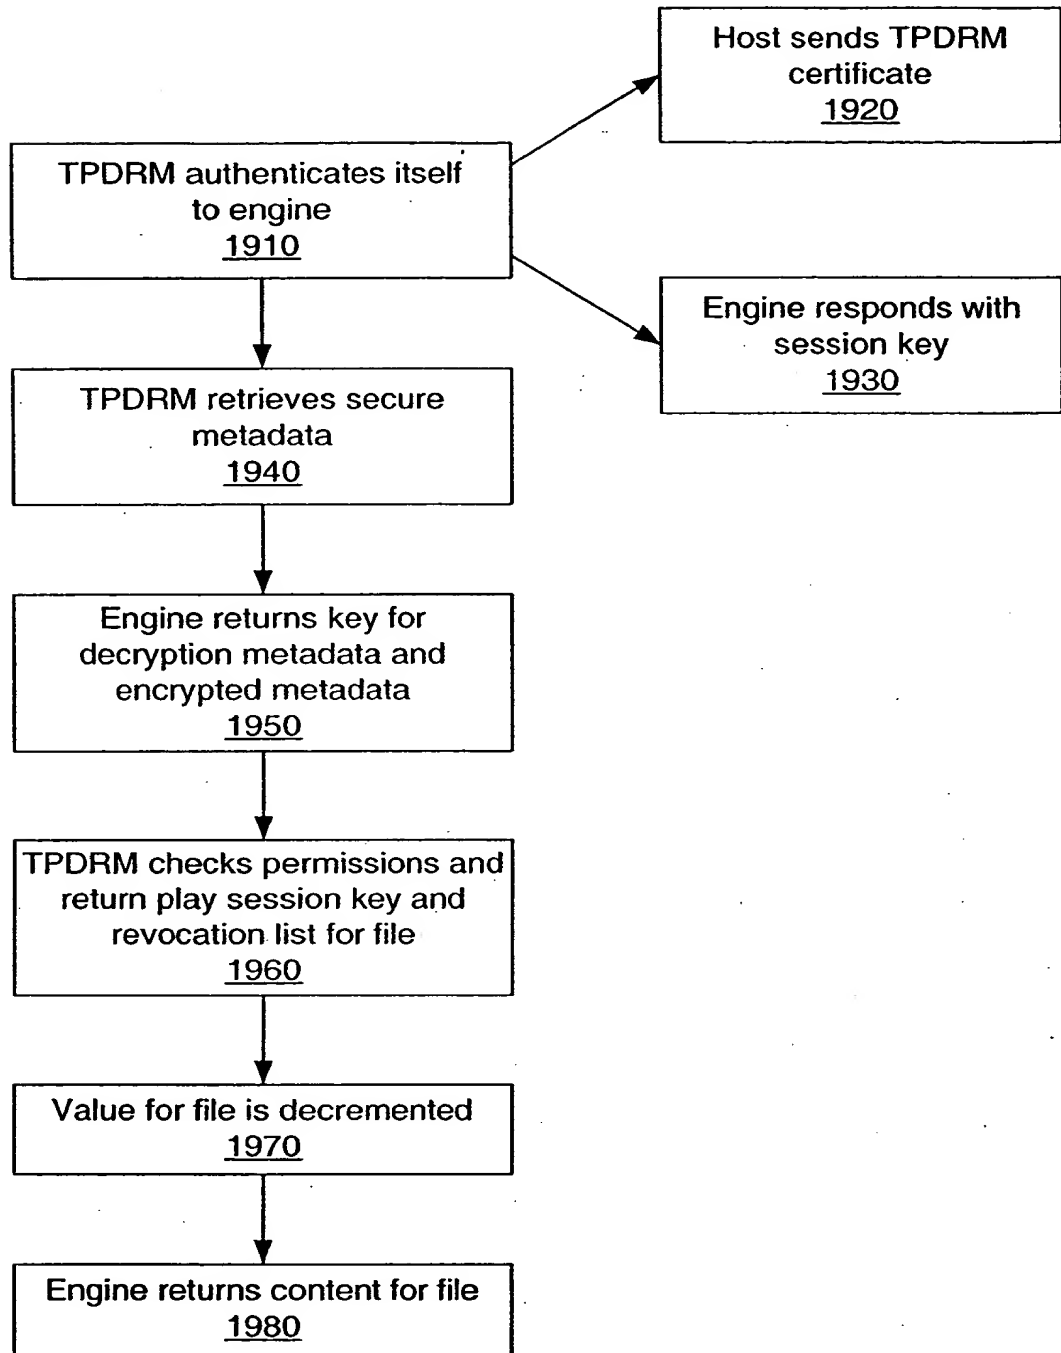 Host sends TPDRM
certificate
1920
TPDRM authenticates itself
to engine
1910
Engine responds with
session key
1930
TPDRM retrieves secure
metadata
1940
Engine returns key for
decryption metadata and
encrypted metadata
1950
TPDRM checks permissions and
return play session key and
revocation list for file
1960
Value for file is decremented
1970
Engine returns content for file
1980